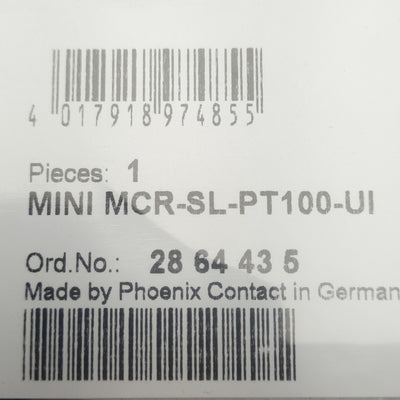 4 017918 974855
Pieces: 1
MINI MCR-SL-PT100-UI
Ord.No.: 28 64 43 5
Made by Phoenix Contact in German